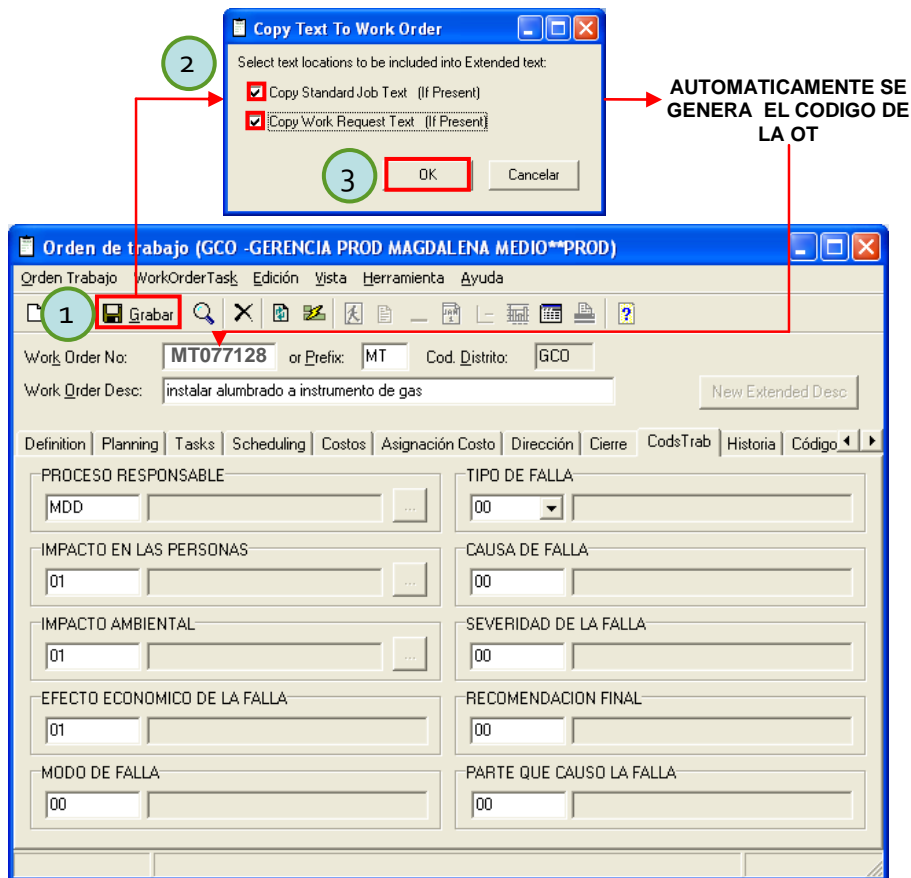 Copy Text To Work Order
2
Select text locations to be included into Extended text:
Copy Standard Job Text (If Present)
Copy Work Request Text (If Present)
3
OK
Cancelar
AUTOMATICAMENTE SE
GENERA EL CODIGO DE
LA OT
Orden de trabajo (GCO -GERENCIA PROD MAGDALENA MEDIO**PROD)
Orden Trabajo WorkOrderTask Edición Vista Herramienta Ayuda
1
Grabar
Work Order No: MT077128 or Prefix: MT Cod. Distrito: GCO
Work Order Desc: instalar alumbrado a instrumento de gas New Extended Desc
Definition Planning Tasks Scheduling Costos Asignación Costo Dirección Cierre CodsTrab Historia Código
PROCESO RESPONSABLE TIPO DE FALLA
MDD ... 00
IMPACTO EN LAS PERSONAS CAUSA DE FALLA
01 ... 00
IMPACTO AMBIENTAL SEVERIDAD DE LA FALLA
01 ... 00
EFECTO ECONOMICO DE LA FALLA RECOMENDACION FINAL
01 00
MODO DE FALLA PARTE QUE CAUSO LA FALLA
00 00